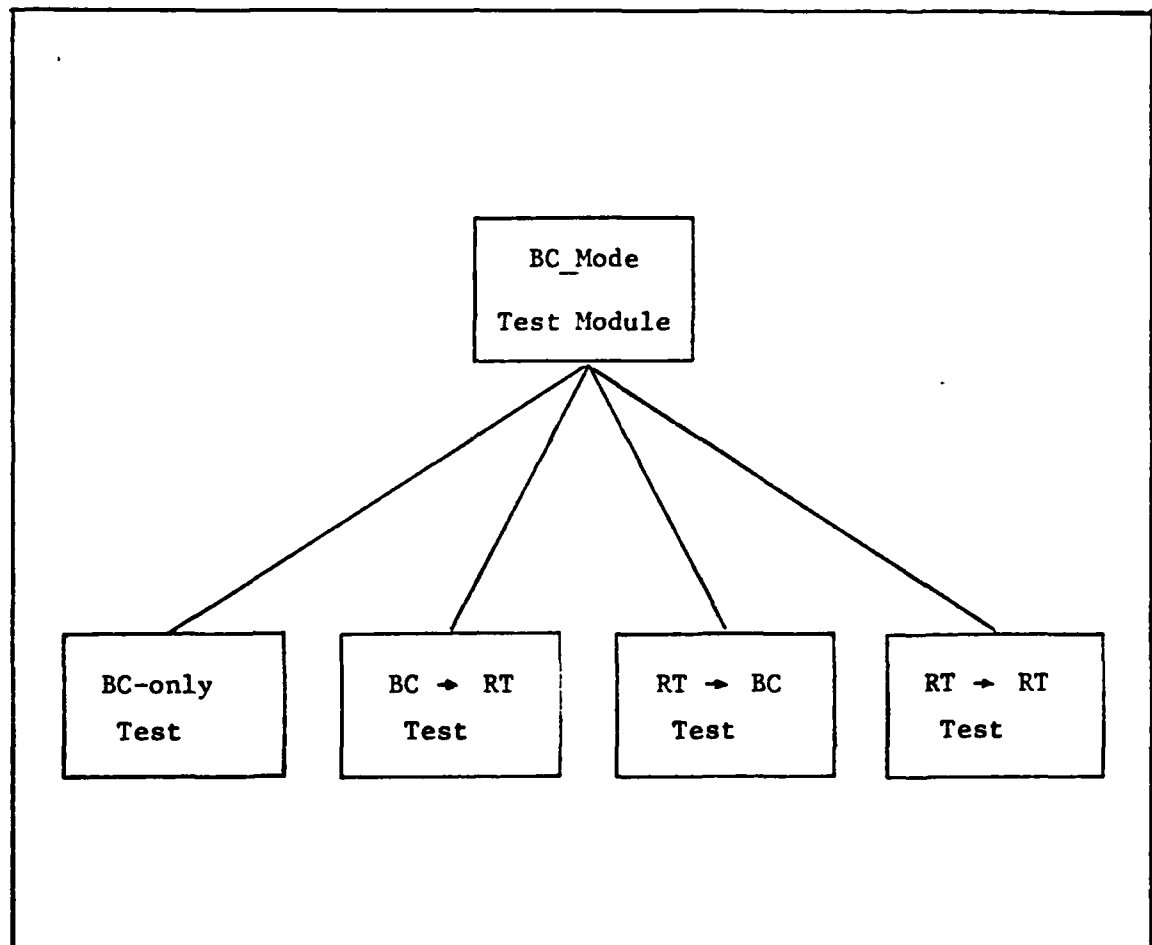 BC_Mode
Test Module
BC-only
Test
BC → RT
Test
RT → BC
Test
RT → RT
Test